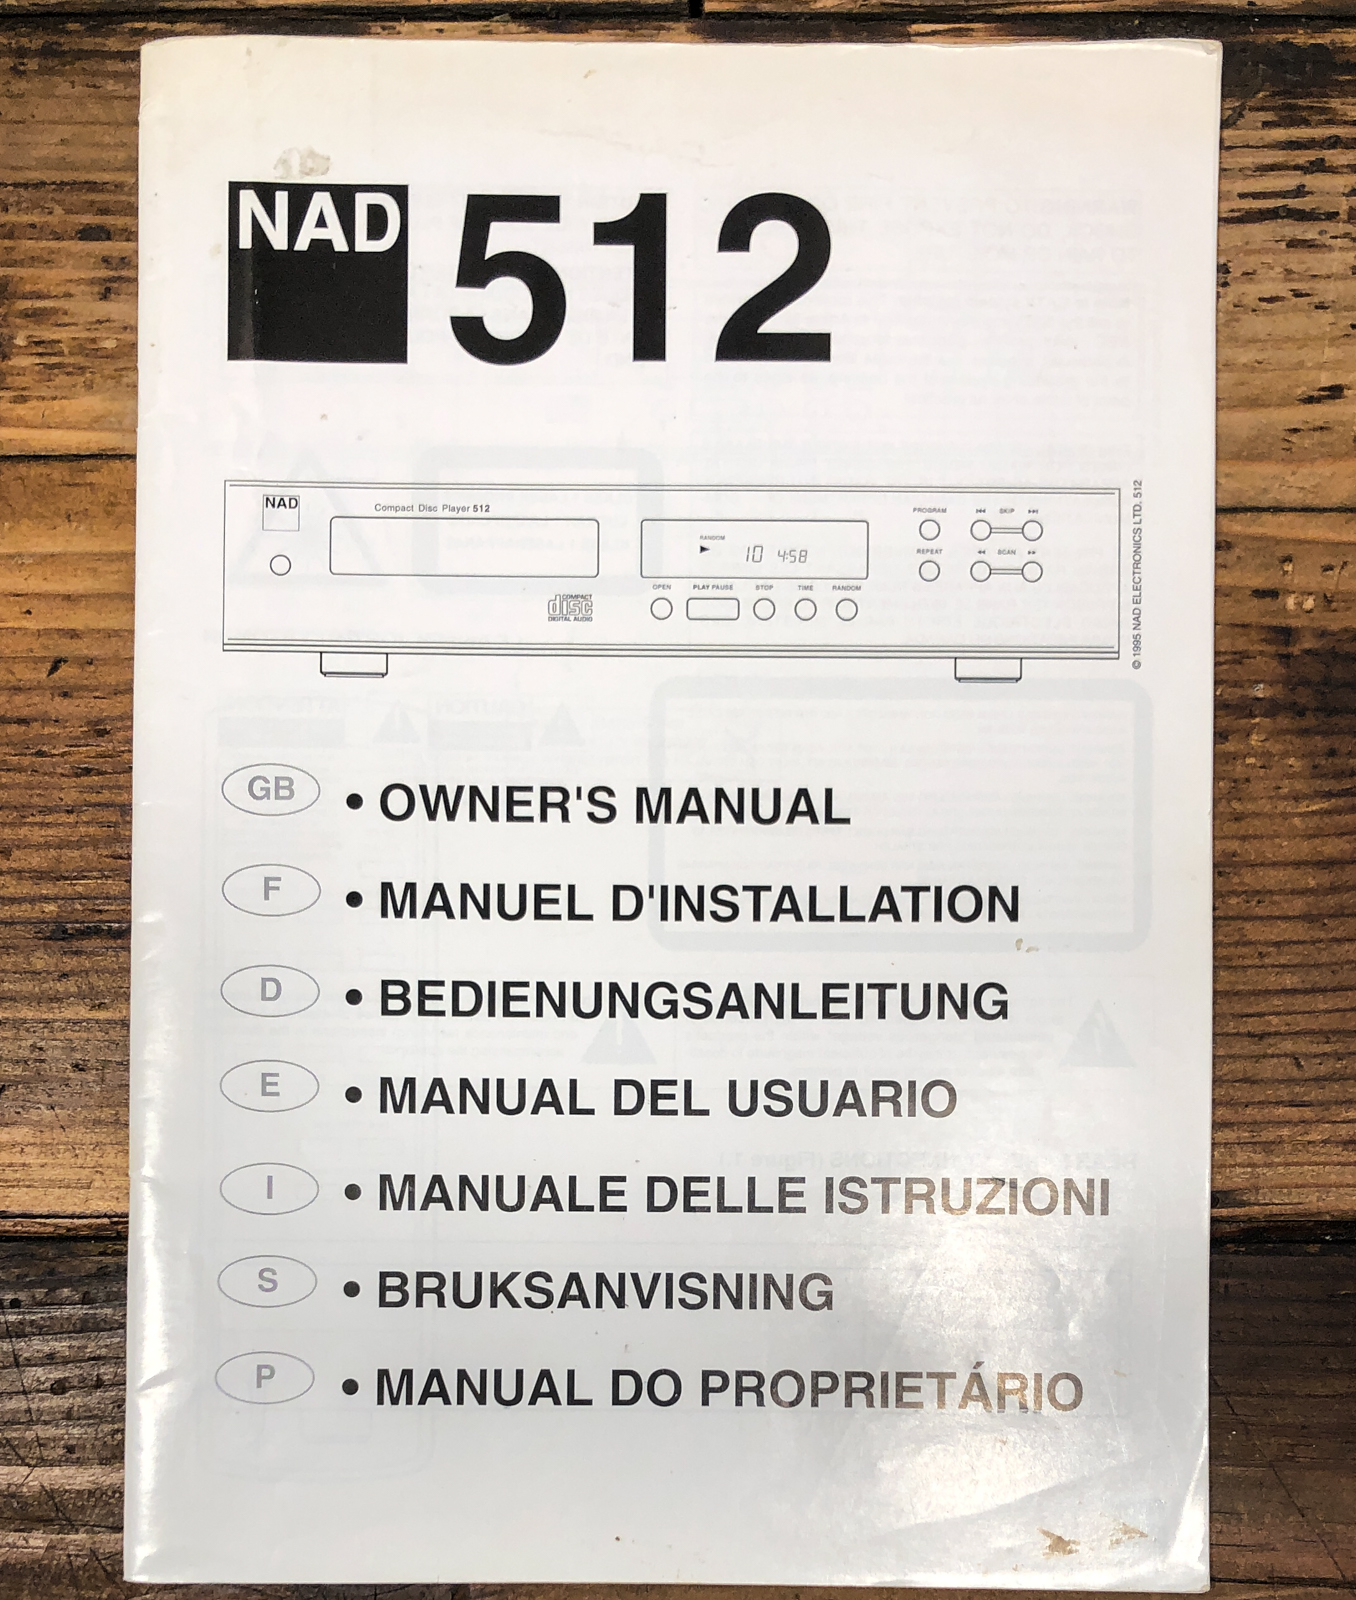 NAD 512
NAD
Compact Disc Player 512
RANDOM
10 4:58
COMPACT
disc
DIGITAL AUDIO
OPEN PLAY PAUSE STOP TIME RANDOM
PROGRAM SKIP
REPEAT SCAN
© 1995 NAD ELECTRONICS LTD. 512
GB • OWNER'S MANUAL
F • MANUEL D'INSTALLATION
D • BEDIENUNGSANLEITUNG
E • MANUAL DEL USUARIO
I • MANUALE DELLE ISTRUZIONI
S • BRUKSANVISNING
P • MANUAL DO PROPRIETÁRIO